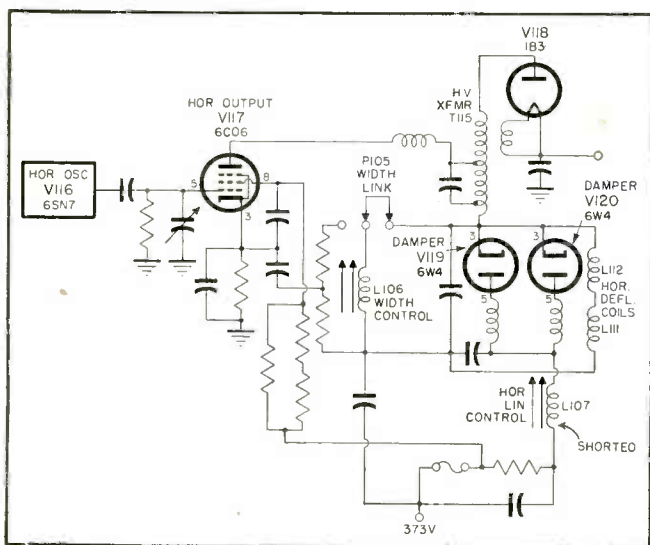 V118
1B3
HOR OUTPUT
V117
6CO6
HV
XFMR
T115
P105
WIDTH
LINK
HOR OSC
V116
6SN7
5
8
3
DAMPER
V120
6W4
3
3
DAMPER
V119
6W4
L112
HOR.
DEFL.
COILS
L111
L106
WIDTH
CONTROL
5
5
HOR
LIN
CONTROL
L107
SHORTED
373V